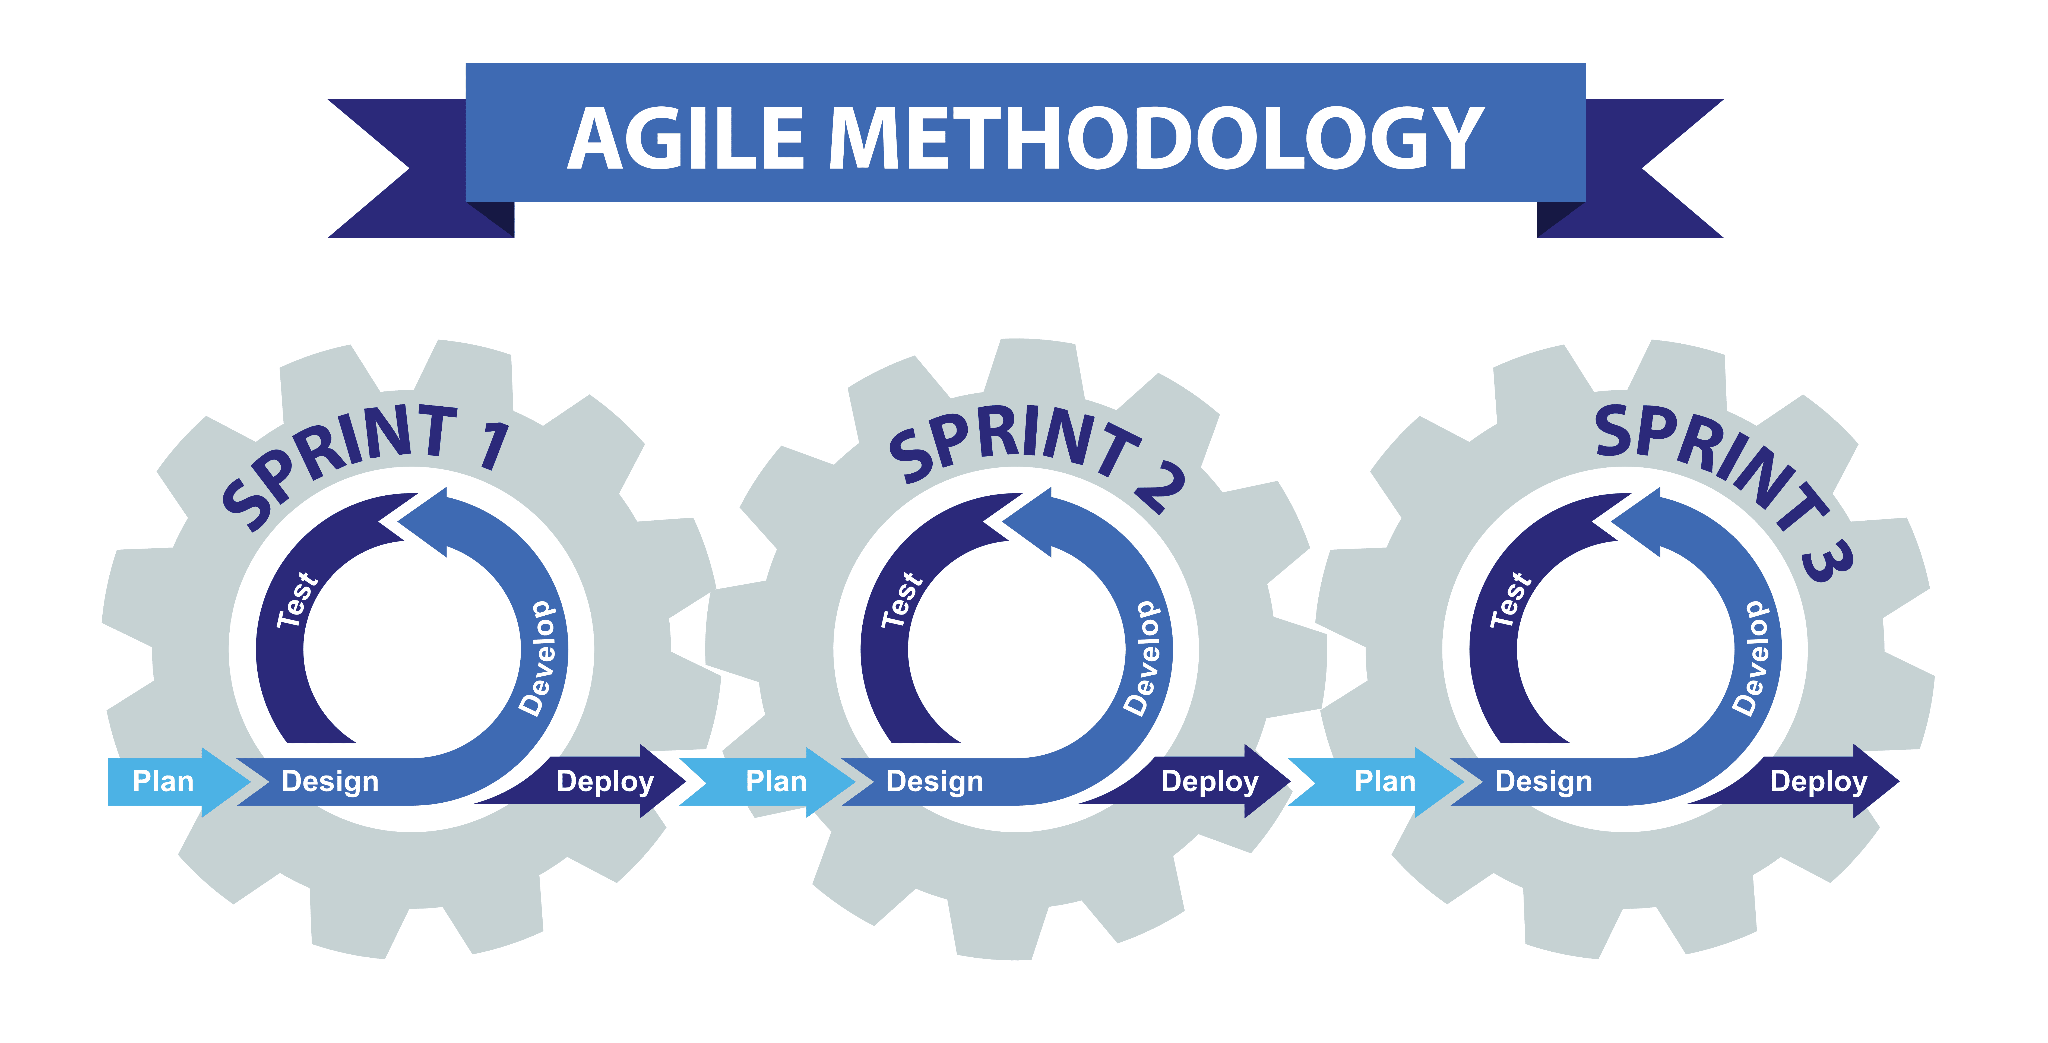 AGILE METHODOLOGY
SPRINT 1
Test
Develop
Plan
Design
Deploy
SPRINT 2
Test
Develop
Plan
Design
Deploy
SPRINT 3
Test
Develop
Plan
Design
Deploy